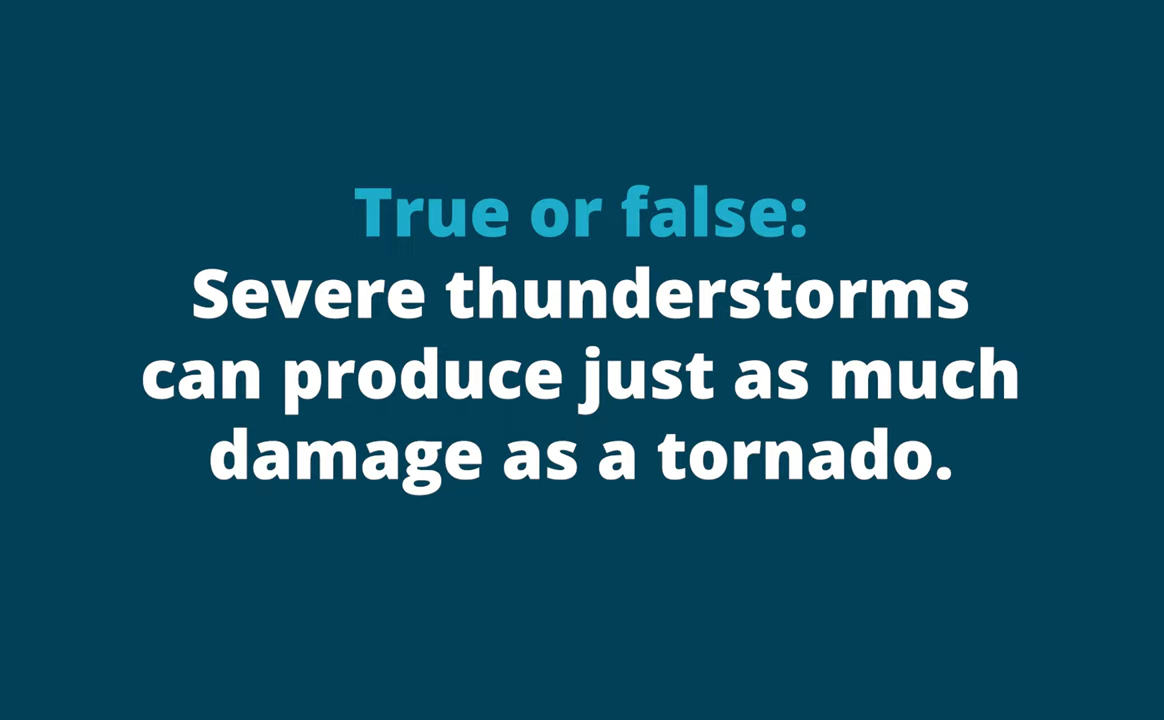 True or false:
Severe thunderstorms
can produce just as much
damage as a tornado.